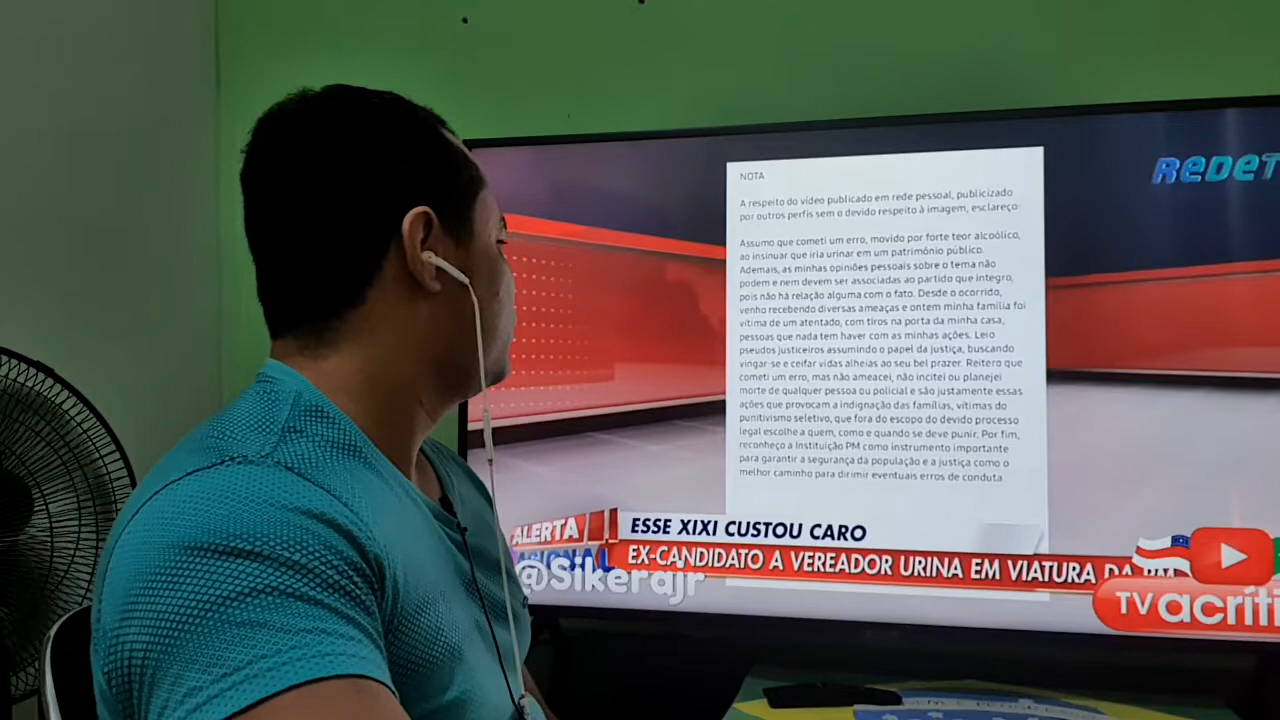 NOTA
A respeito do vídeo publicado em rede pessoal, publicizado
por outros perfis sem o devido respeito à imagem, esclareço
Assumo que cometi um erro, movido por forte teor alcoólico,
ao insinuar que iria urinar em um patrimônio público.
Ademais, as minhas opiniões pessoais sobre o tema não
podem e nem devem ser associadas ao partido que integro,
pois não há relação alguma com o fato. Desde o ocorrido,
venho recebendo diversas ameaças e ontem minha família foi
vítima de um atentado, com tiros na porta da minha casa,
pessoas que nada tem haver com as minhas ações. Leio
pseudos justiceiros assumindo o papel da justiça, buscando
vingar-se e ceifar vidas alheias ao seu bel prazer. Reitero que
cometi um erro, mas não ameacei, não incitei ou planejei
morte de qualquer pessoa ou policial e são justamente essas
ações que provocam a indignação das famílias, vítimas do
punitivismo seletivo, que fora do escopo do devido processo
legal escolhe a quem, como e quando se deve punir. Por fim,
reconheço a Instituição PM como instrumento importante
para garantir a segurança da população e a justiça como o
melhor caminho para dirimir eventuais erros de conduta
REDET
ALERTA
ESSE XIXI CUSTOU CARO
EX-CANDIDATO A VEREADOR URINA EM VIATURA DA PM
@Sikerajr
TV acríti